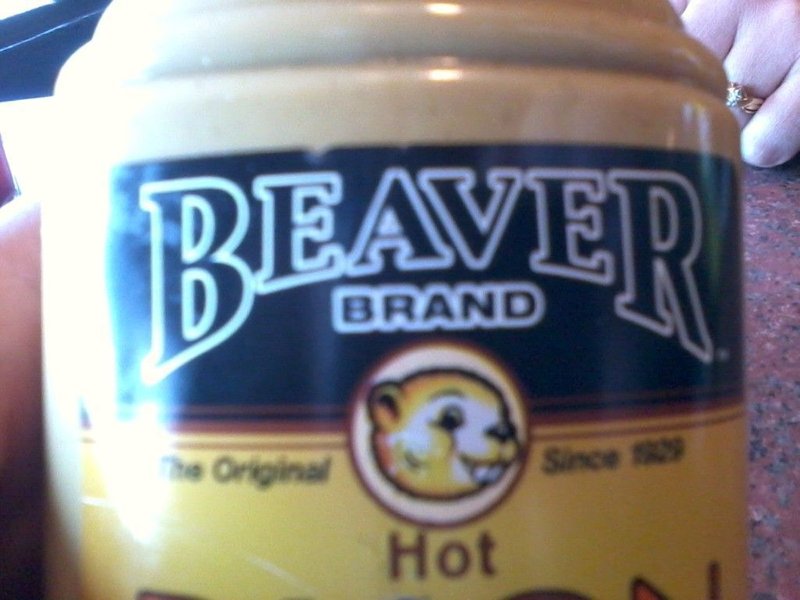 BEAVER
BRAND
The Original Since 1929
Hot